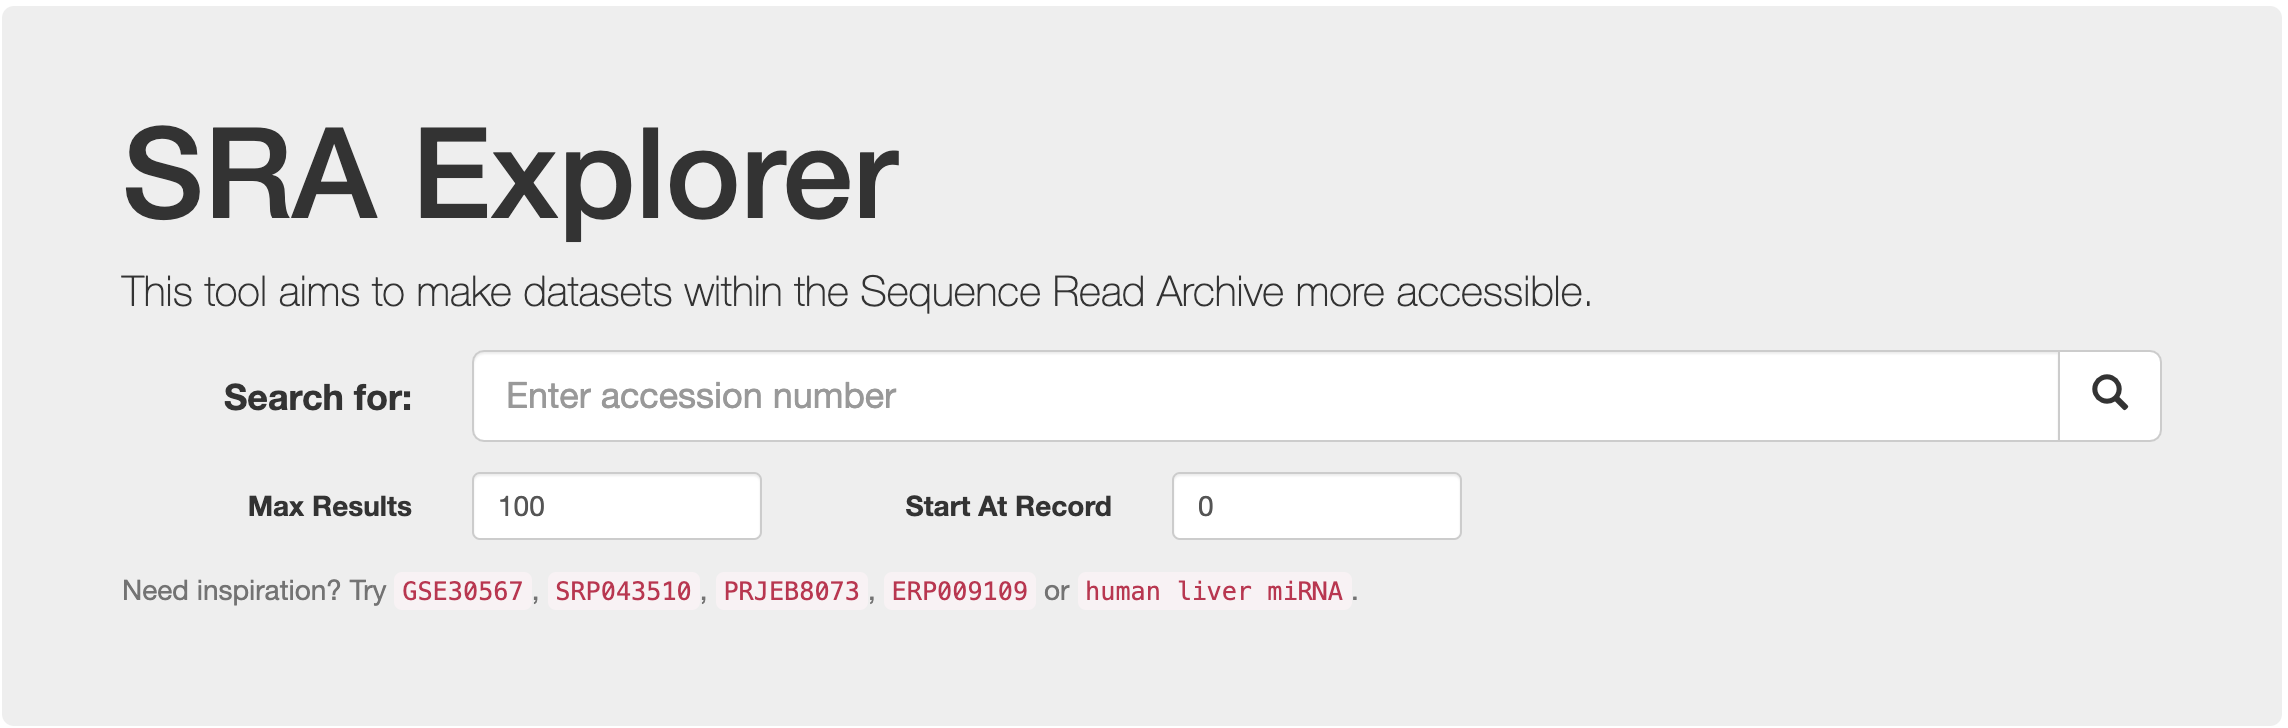 SRA Explorer
This tool aims to make datasets within the Sequence Read Archive more accessible.
Search for: Enter accession number
Max Results 100 Start At Record 0
Need inspiration? Try GSE30567, SRP043510, PRJEB8073, ERP009109 or human liver miRNA.